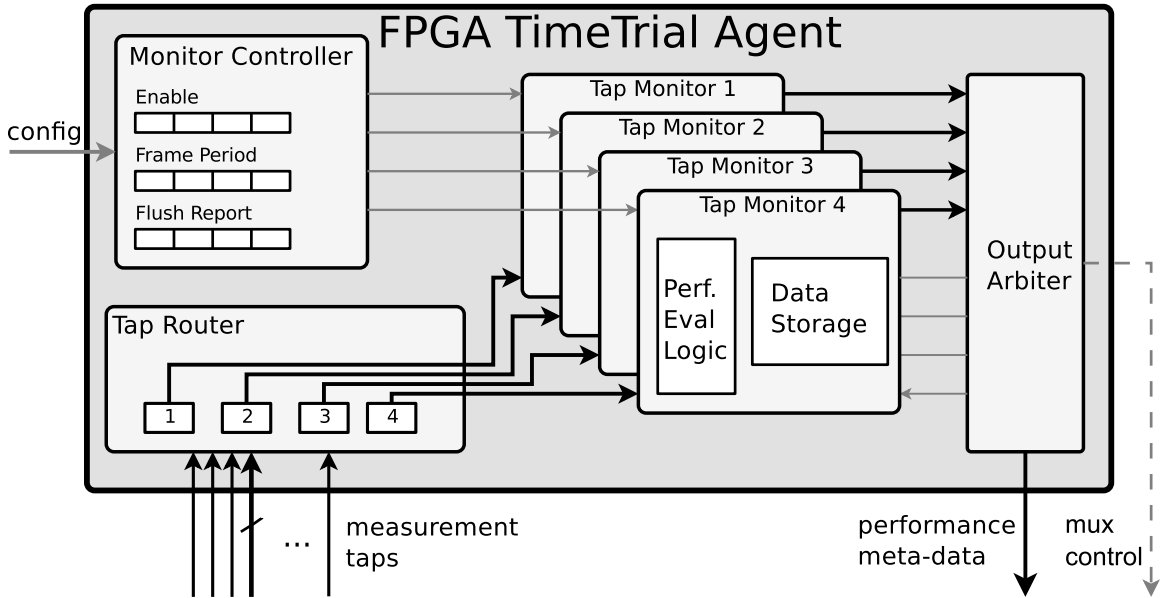 FPGA TimeTrial Agent
Monitor Controller
Enable
Frame Period
Flush Report
config
Tap Monitor 1
Tap Monitor 2
Tap Monitor 3
Tap Monitor 4
Perf.
Eval
Logic
Data
Storage
Output
Arbiter
Tap Router
1
2
3
4
...
measurement
taps
performance
meta-data
mux
control